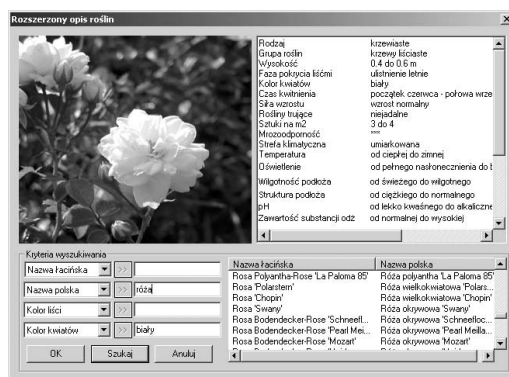 Rozszerzony opis roślin
Rodzaj krzewiaste
Grupa roślin krzewy liściaste
Wysokość 0.4 do 0.6 m
Faza pokrycia liśćmi ulistnienie letnie
Kolor kwiatów biały
Czas kwitnienia początek czerwca - połowa wrze
Siła wzrostu wzrost normalny
Rośliny trujące niejadalne
Sztuki na m2 3 do 4
Mrozoodporność ***
Strefa klimatyczna umiarkowana
Temperatura od ciepłej do zimnej
Oświetlenie od pełnego nasłonecznienia do b
Wilgotność podłoża od świeżego do wilgotnego
Struktura podłoża od ciężkiego do normalnego
pH od lekko kwaśnego do alkaliczne
Zawartość substancji odż od normalnej do wysokiej
Kryteria wyszukiwania
Nazwa łacińska >>
Nazwa polska >> róża
Kolor liści >>
Kolor kwiatów >> biały
OK Szukaj Anuluj
Nazwa łacińska Nazwa polska
Rosa Polyantha-Rose 'La Paloma 85' Róża polyantha 'La Paloma 85'
Rosa 'Polarstern' Róża wielkokwiatowa 'Polars...
Rosa 'Chopin' Róża wielkokwiatowa 'Chopin'
Rosa 'Swany' Róża okrywowa 'Swany'
Rosa Bodendecker-Rose 'Schneefl... Róża okrywowa 'Schneefloc...
Rosa Bodendecker-Rose 'Pearl Mei... Róża okrywowa 'Pearl Meilla...
Rosa Bodendecker-Rose 'Mozart' Róża okrywowa 'Mozart'